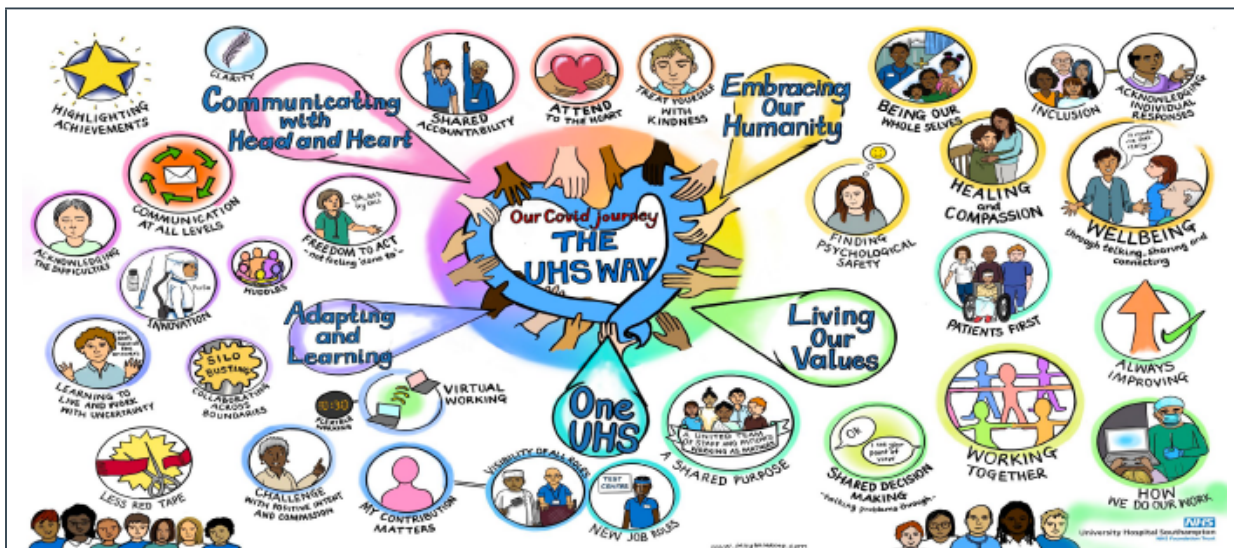 HIGHLIGHTING
ACHIEVEMENTS
CLARITY
Communicating
with
Head and Heart
SHARED
ACCOUNTABILITY
ATTEND
TO THE HEART
TREAT YOURSELF
WITH
KINDNESS
Embracing
Our
Humanity
BEING OUR
WHOLE SELVES
INCLUSION
ACKNOWLEDGING
INDIVIDUAL
RESPONSES
COMMUNICATION
AT ALL LEVELS
ACKNOWLEDGING
THE DIFFICULTIES
FREEDOM TO ACT
-not feeling 'done to'-
INNOVATION
HUDDLES
Our Covid journey
THE
UHS WAY
FINDING
PSYCHOLOGICAL
SAFETY
HEALING
and
COMPASSION
WELLBEING
through talking, sharing and
connecting
PATIENTS FIRST
ALWAYS
IMPROVING
Adapting
and
Learning
Living
Our
Values
LEARNING TO
LIVE AND WORK
WITH UNCERTAINTY
SILO
BUSTING
COLLABORATING
ACROSS
BOUNDARIES
FLEXIBLE
WORKING
VIRTUAL
WORKING
One
UHS
A UNITED TEAM
OF STAFF AND PATIENTS
WORKING AS PARTNERS
A SHARED PURPOSE
Ok
I see your
point of
view
SHARED DECISION
MAKING
-talking problems through-
WORKING
TOGETHER
HOW
WE DO OUR WORK
LESS RED TAPE
CHALLENGE
WITH POSITIVE INTENT
AND COMPASSION
MY CONTRIBUTION
MATTERS
VISIBILITY OF ALL ROLES
TEST
CENTRE
NEW JOB ROLES
NHS
University Hospital Southampton
NHS Foundation Trust